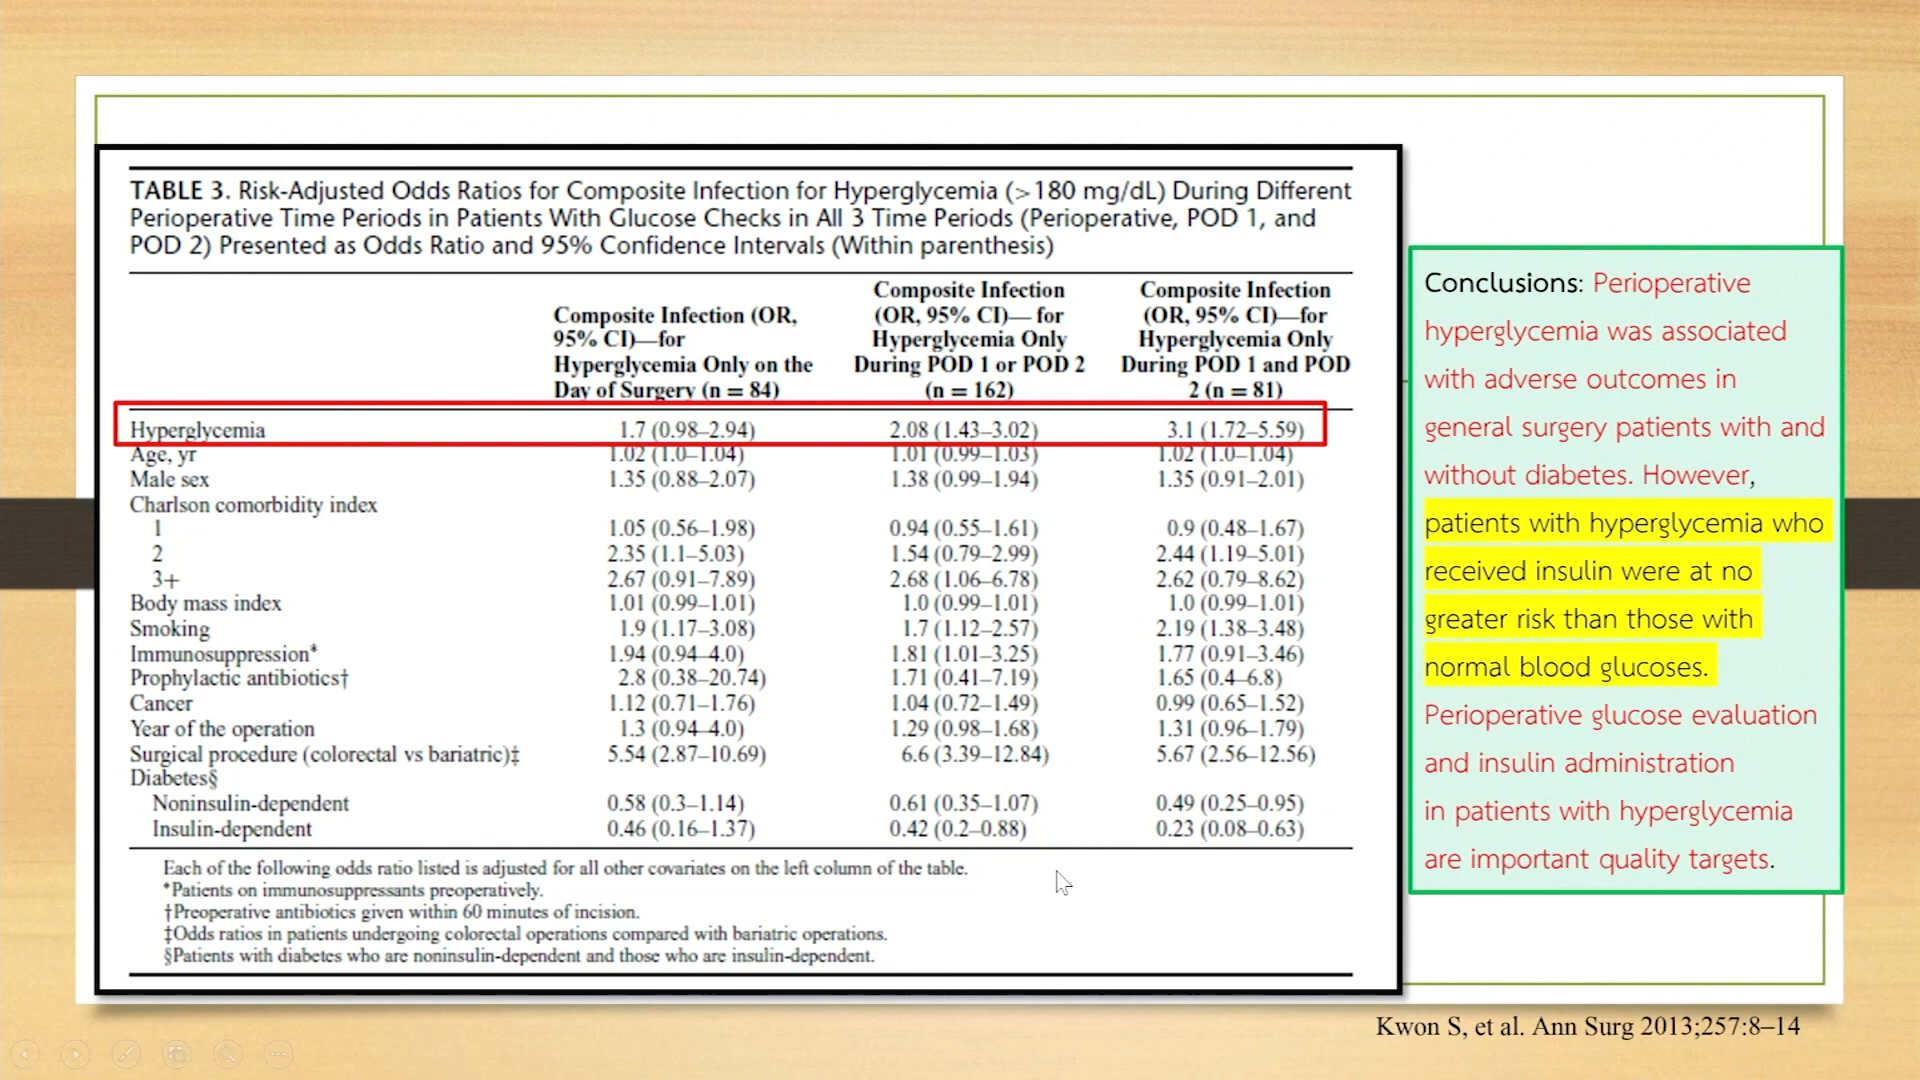 TABLE 3. Risk-Adjusted Odds Ratios for Composite Infection for Hyperglycemia (>180 mg/dL) During Different
Perioperative Time Periods in Patients With Glucose Checks in All 3 Time Periods (Perioperative, POD 1, and
POD 2) Presented as Odds Ratio and 95% Confidence Intervals (Within parenthesis)
Composite Infection (OR,
95% CI)—for
Hyperglycemia Only on the
Day of Surgery (n = 84)
Composite Infection
(OR, 95% CI)— for
Hyperglycemia Only
During POD 1 or POD 2
(n = 162)
Composite Infection
(OR, 95% CI)—for
Hyperglycemia Only
During POD 1 and POD
2 (n = 81)
Hyperglycemia 1.7 (0.98–2.94) 2.08 (1.43–3.02) 3.1 (1.72–5.59)
Age, yr 1.02 (1.0–1.04) 1.01 (0.99–1.03) 1.02 (1.0–1.04)
Male sex 1.35 (0.88–2.07) 1.38 (0.99–1.94) 1.35 (0.91–2.01)
Charlson comorbidity index
1 1.05 (0.56–1.98) 0.94 (0.55–1.61) 0.9 (0.48–1.67)
2 2.35 (1.1–5.03) 1.54 (0.79–2.99) 2.44 (1.19–5.01)
3+ 2.67 (0.91–7.89) 2.68 (1.06–6.78) 2.62 (0.79–8.62)
Body mass index 1.01 (0.99–1.01) 1.0 (0.99–1.01) 1.0 (0.99–1.01)
Smoking 1.9 (1.17–3.08) 1.7 (1.12–2.57) 2.19 (1.38–3.48)
Immunosuppression* 1.94 (0.94–4.0) 1.81 (1.01–3.25) 1.77 (0.91–3.46)
Prophylactic antibiotics† 2.8 (0.38–20.74) 1.71 (0.41–7.19) 1.65 (0.4–6.8)
Cancer 1.12 (0.71–1.76) 1.04 (0.72–1.49) 0.99 (0.65–1.52)
Year of the operation 1.3 (0.94–4.0) 1.29 (0.98–1.68) 1.31 (0.96–1.79)
Surgical procedure (colorectal vs bariatric)‡ 5.54 (2.87–10.69) 6.6 (3.39–12.84) 5.67 (2.56–12.56)
Diabetes§
Noninsulin-dependent 0.58 (0.3–1.14) 0.61 (0.35–1.07) 0.49 (0.25–0.95)
Insulin-dependent 0.46 (0.16–1.37) 0.42 (0.2–0.88) 0.23 (0.08–0.63)
Each of the following odds ratio listed is adjusted for all other covariates on the left column of the table.
*Patients on immunosuppressants preoperatively.
†Preoperative antibiotics given within 60 minutes of incision.
‡Odds ratios in patients undergoing colorectal operations compared with bariatric operations.
§Patients with diabetes who are noninsulin-dependent and those who are insulin-dependent.
Conclusions: Perioperative
hyperglycemia was associated
with adverse outcomes in
general surgery patients with and
without diabetes. However,
patients with hyperglycemia who
received insulin were at no
greater risk than those with
normal blood glucoses.
Perioperative glucose evaluation
and insulin administration
in patients with hyperglycemia
are important quality targets.
Kwon S, et al. Ann Surg 2013;257:8–14